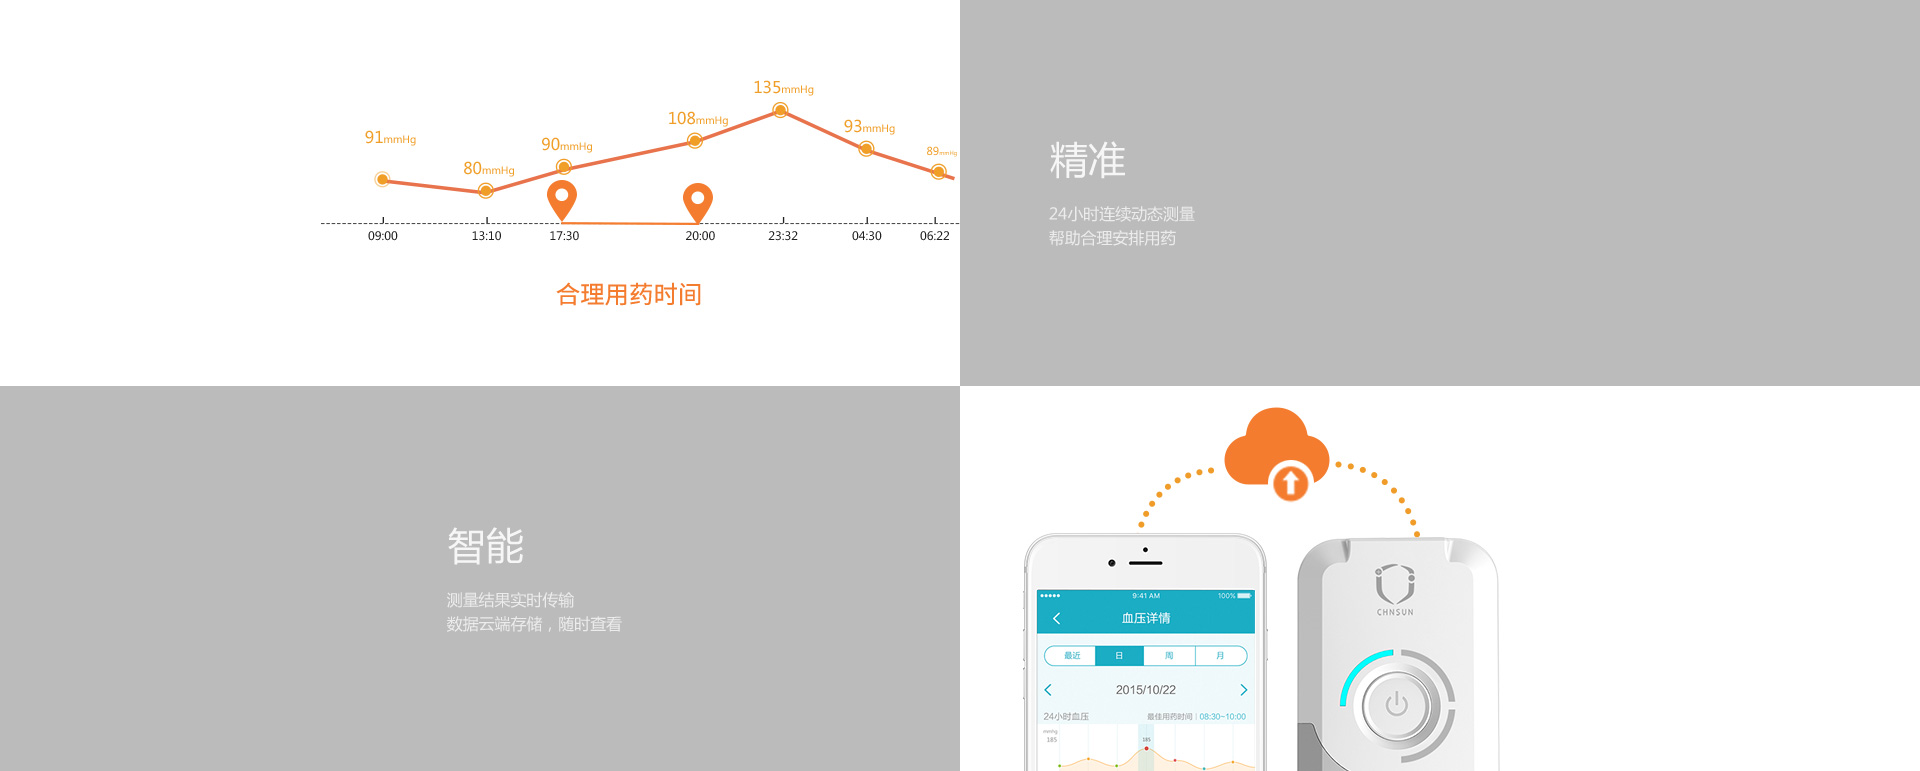 135mmHg
108mmHg
93mmHg
91mmHg
90mmHg
89mmHg
80mmHg
09:00 13:10 17:30 20:00 23:32 04:30 06:22
合理用药时间
精准
24小时连续动态测量
帮助合理安排用药
智能
测量结果实时传输
数据云端存储，随时查看
9:41 AM 100%
血压详情
最近 日 周 月
2015/10/22
24小时血压 最佳用药时间 | 08:30~10:00
mmHg
185
185
CHNSUN